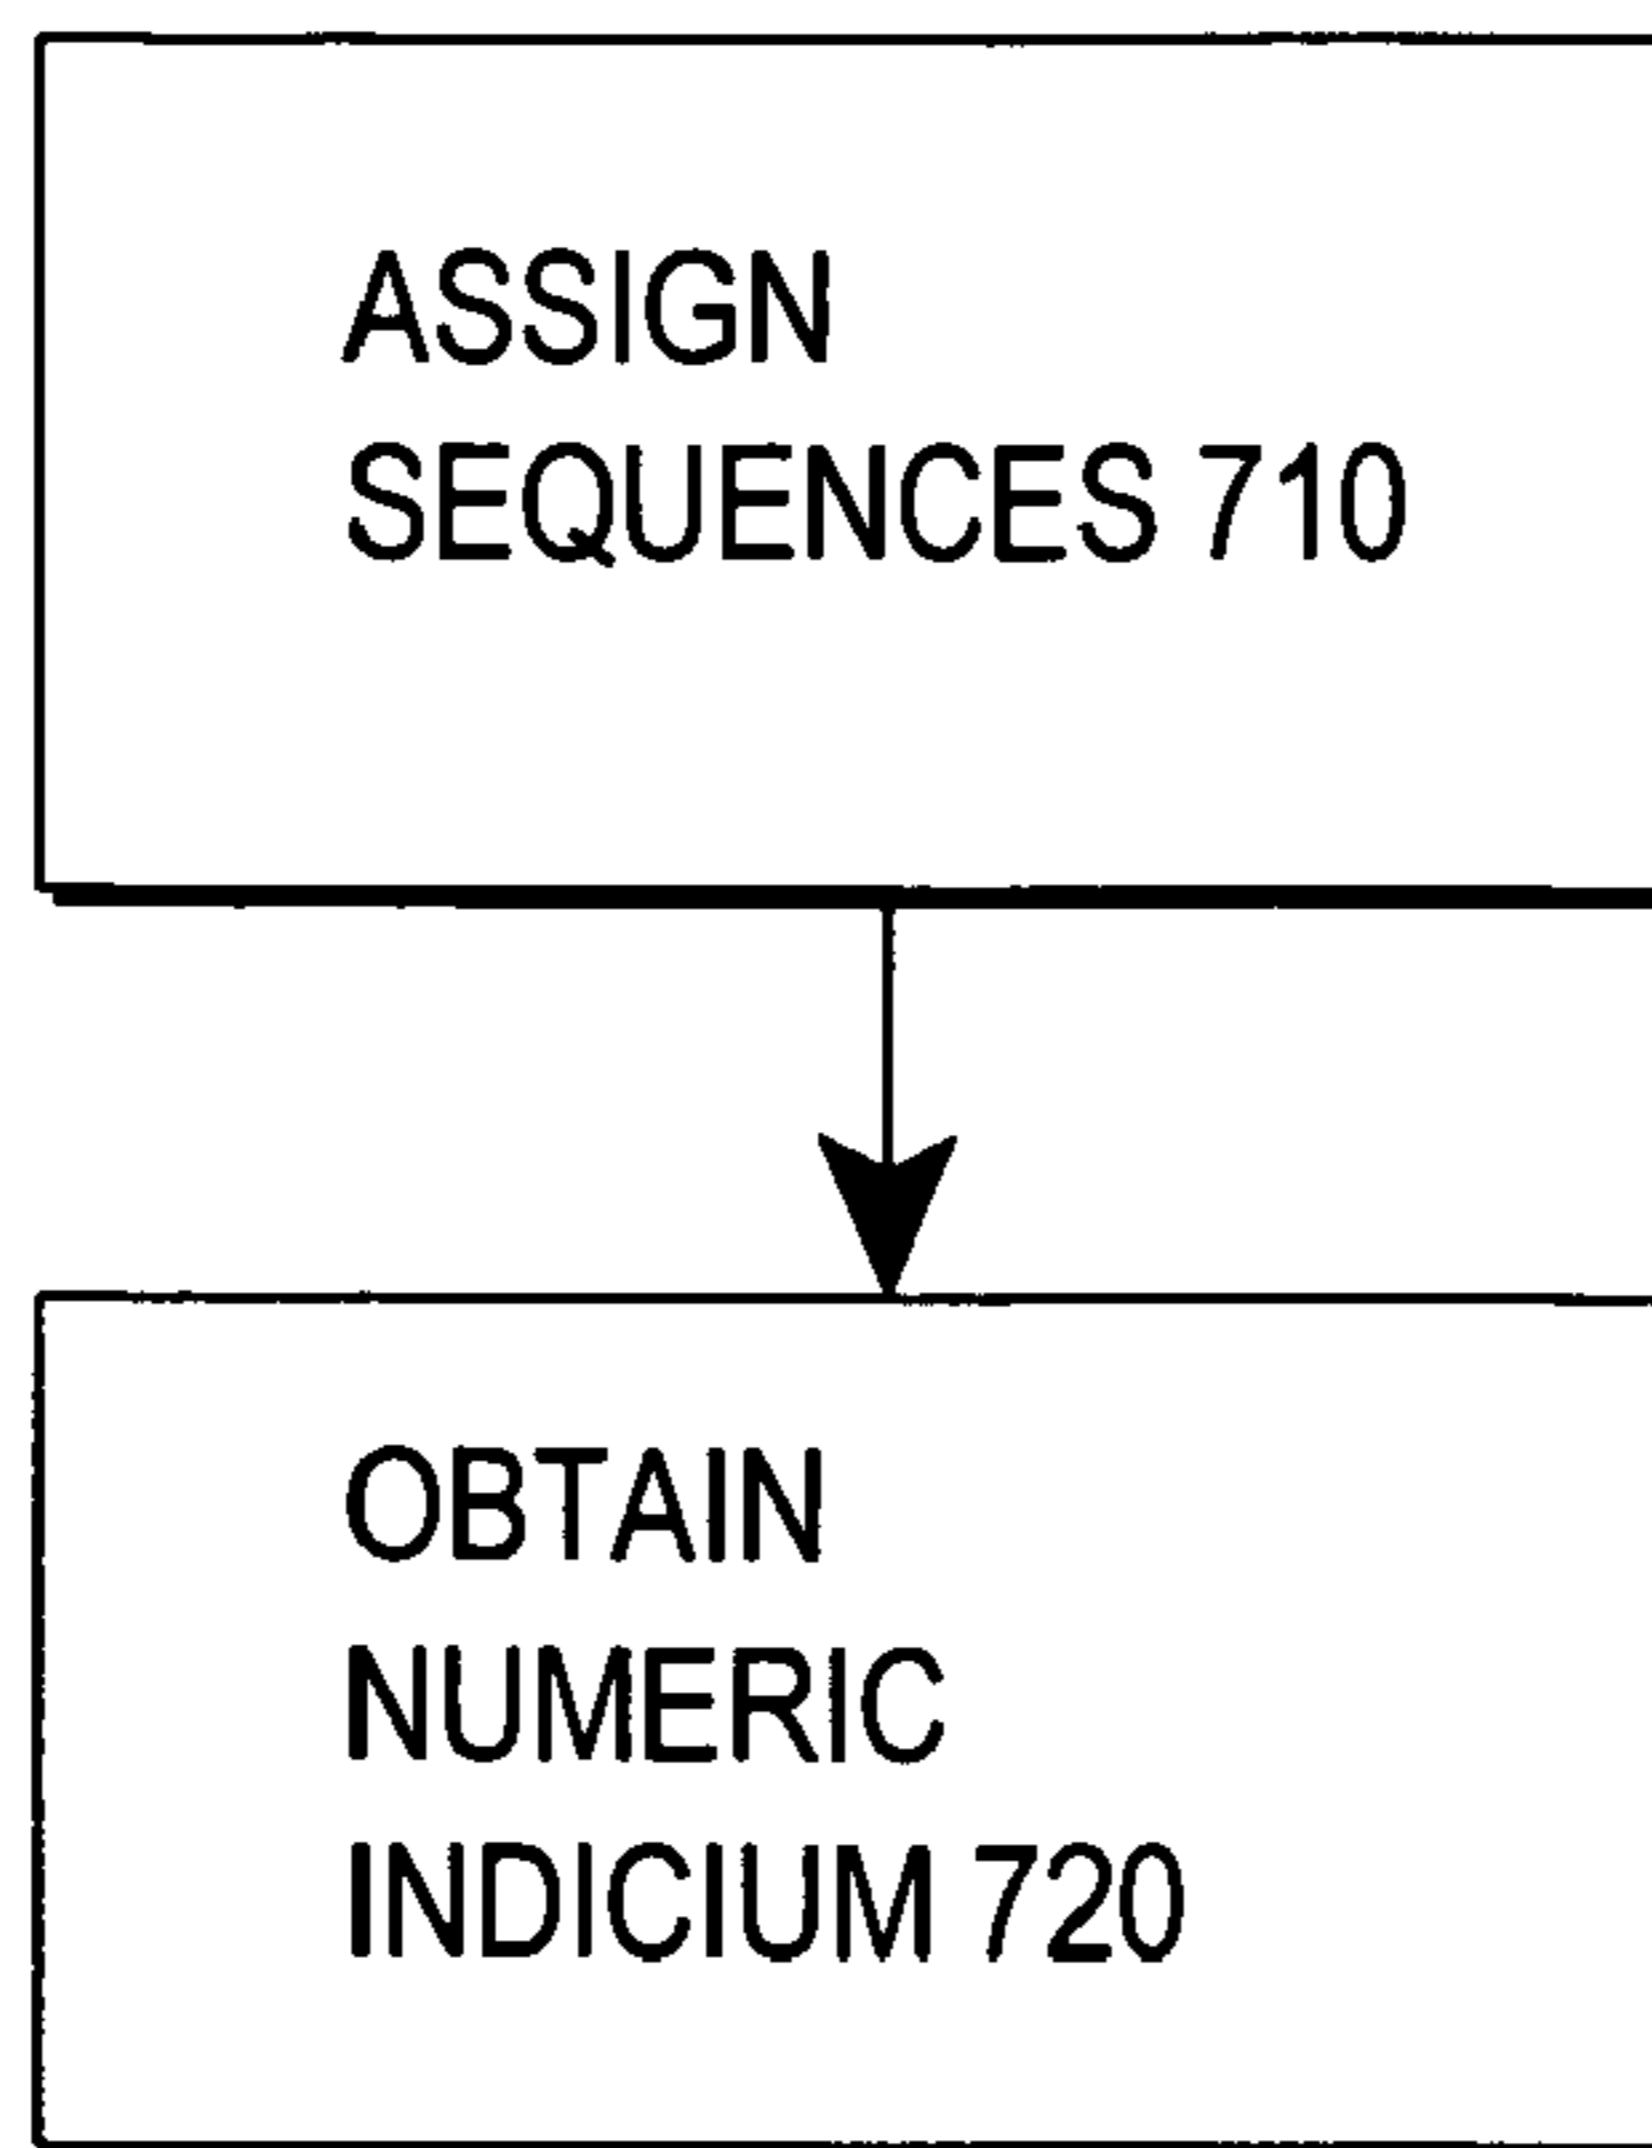 ASSIGN
SEQUENCES 710
OBTAIN
NUMERIC
INDICIUM 720